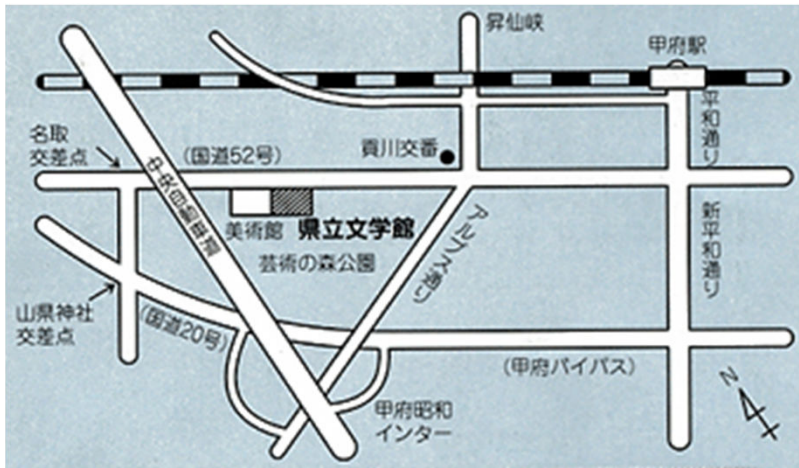 昇仙峡
甲府駅
平和通り
名取
交差点
(国道52号)
貢川交番
中央自動車道
美術館 県立文学館
芸術の森公園
アルプス通り
新平和通り
山県神社
交差点
(国道20号)
(甲府バイパス)
甲府昭和
インター
N